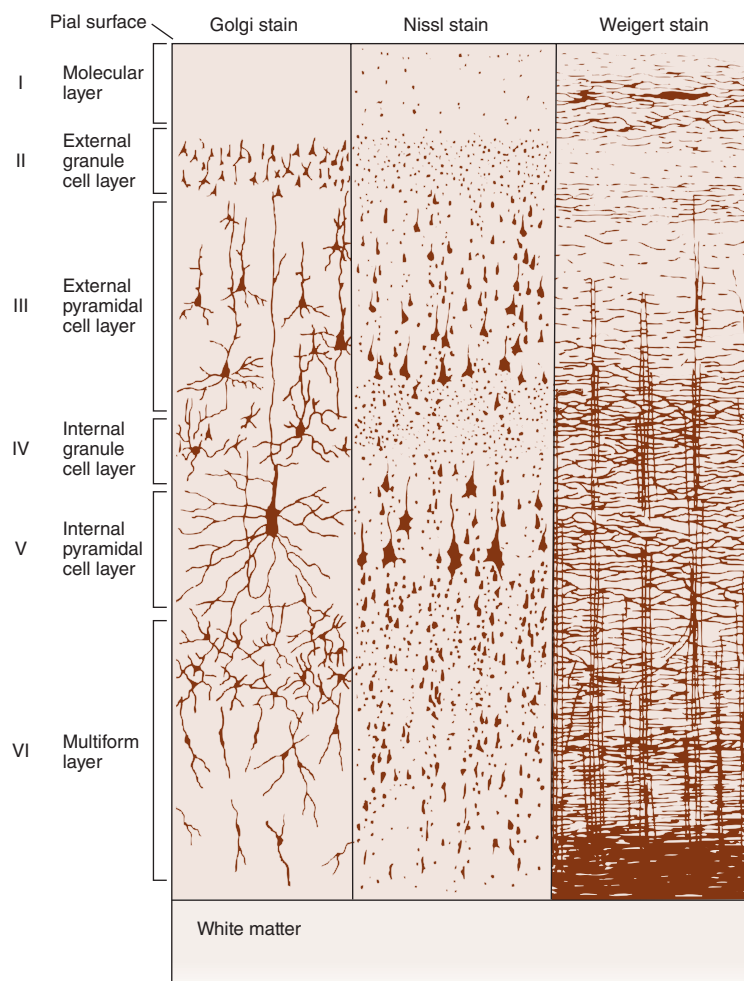 Pial surface
Golgi stain
Nissl stain
Weigert stain
I
Molecular
layer
II
External
granule
cell layer
III
External
pyramidal
cell layer
IV
Internal
granule
cell layer
V
Internal
pyramidal
cell layer
VI
Multiform
layer
White matter